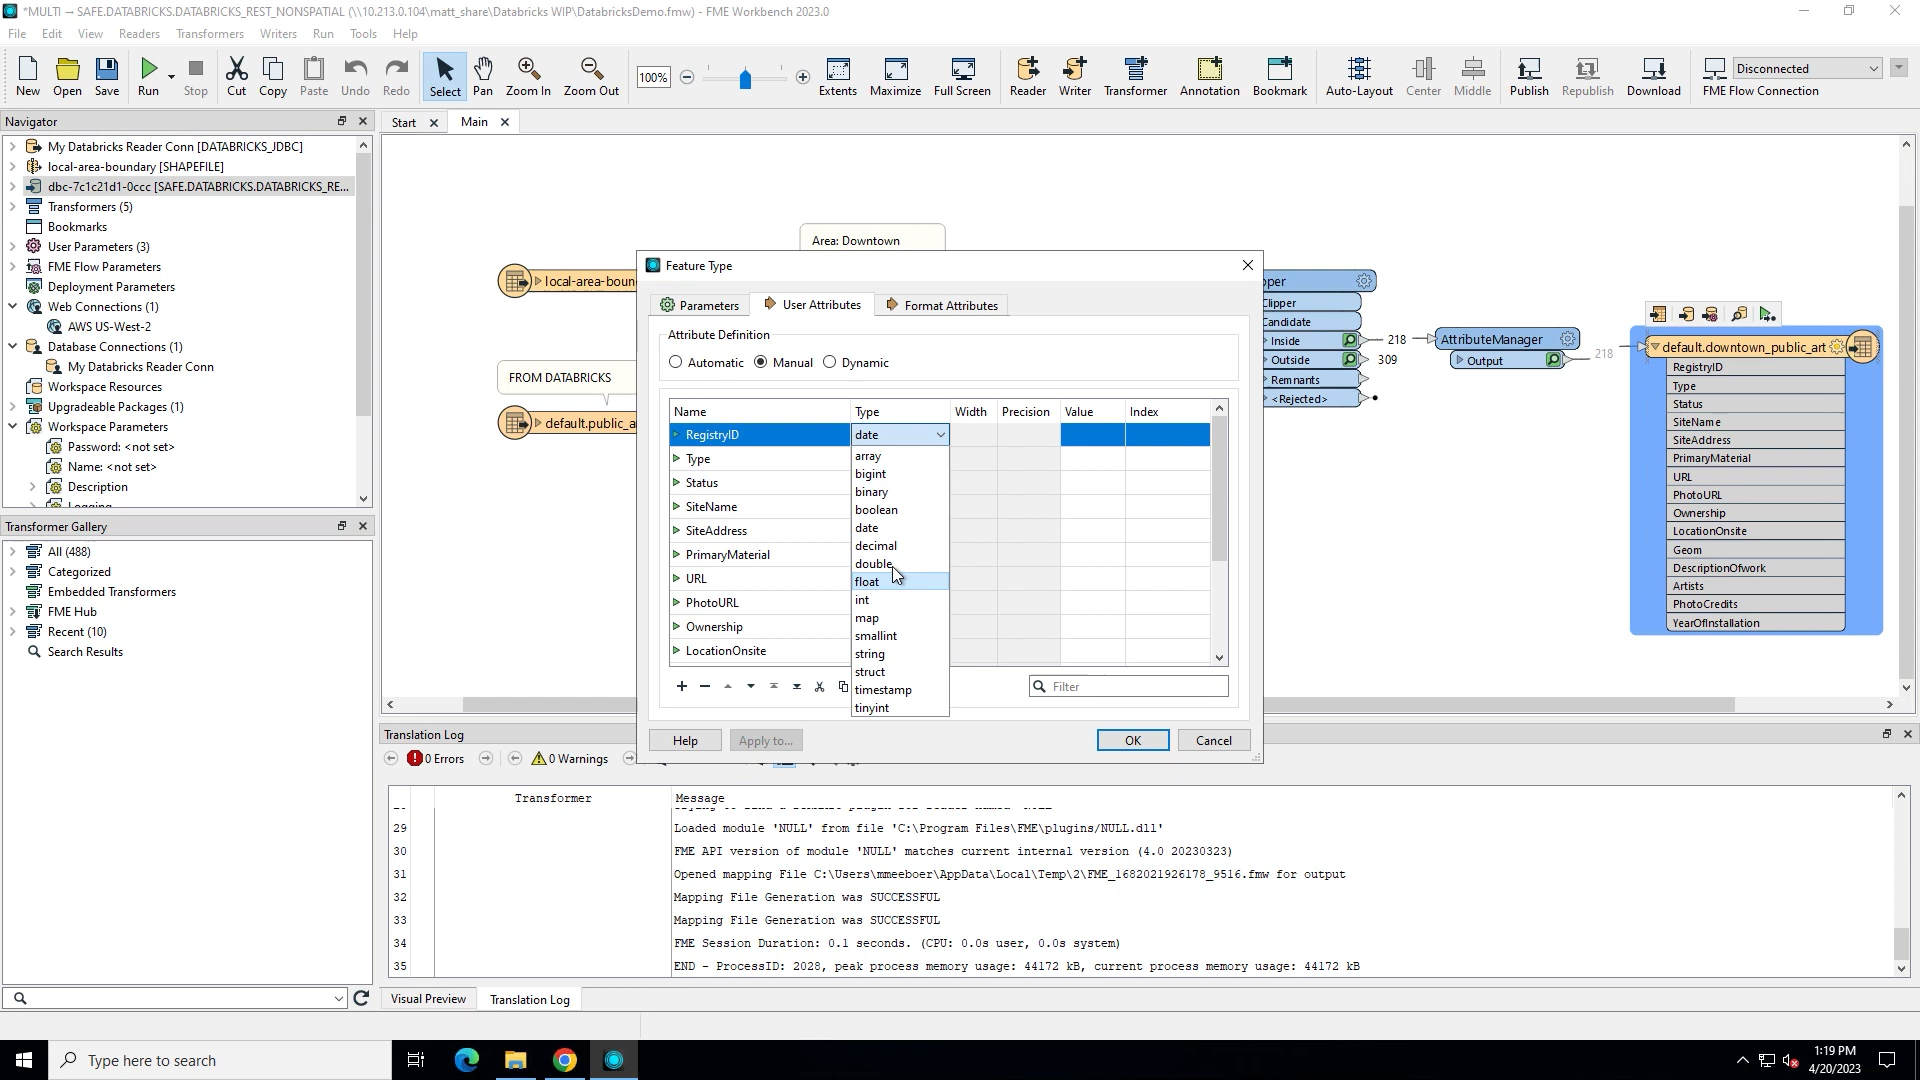 *MULTI → SAFE.DATABRICKS.DATABRICKS_REST_NONSPATIAL (\\10.213.0.104\matt_share\Databricks WIP\DatabricksDemo.fmw) - FME Workbench 2023.0
File Edit View Readers Transformers Writers Run Tools Help
New Open Save Run Stop Cut Copy Paste Undo Redo Select Pan Zoom In Zoom Out 100% Extents Maximize Full Screen Reader Writer Transformer Annotation Bookmark Auto-Layout Center Middle Publish Republish Download Disconnected
FME Flow Connection
Navigator
My Databricks Reader Conn [DATABRICKS_JDBC]
local-area-boundary [SHAPEFILE]
dbc-7c1c21d1-0ccc [SAFE.DATABRICKS.DATABRICKS_RE...
Transformers (5)
Bookmarks
User Parameters (3)
FME Flow Parameters
Deployment Parameters
Web Connections (1)
AWS US-West-2
Database Connections (1)
My Databricks Reader Conn
Workspace Resources
Upgradeable Packages (1)
Workspace Parameters
Password: <not set>
Name: <not set>
Description
Logging
Transformer Gallery
All (488)
Categorized
Embedded Transformers
FME Hub
Recent (10)
Search Results
Start Main
Area: Downtown
local-area-boun
FROM DATABRICKS
default.public_a
Feature Type
Parameters User Attributes Format Attributes
Attribute Definition
Automatic Manual Dynamic
Name Type Width Precision Value Index
RegistryID date
Type
Status
SiteName
SiteAddress
PrimaryMaterial
URL
PhotoURL
Ownership
LocationOnsite
array
bigint
binary
boolean
date
decimal
double
float
int
map
smallint
string
struct
timestamp
tinyint
Filter
Help Apply to... OK Cancel
pper
Clipper
Candidate
Inside 218
Outside 309
Remnants
<Rejected>
AttributeManager
Output 218
default.downtown_public_art
RegistryID
Type
Status
SiteName
SiteAddress
PrimaryMaterial
URL
PhotoURL
Ownership
LocationOnsite
Geom
DescriptionOfwork
Artists
PhotoCredits
YearOfInstallation
Translation Log
0 Errors 0 Warnings
Transformer Message
29 Loaded module 'NULL' from file 'C:\Program Files\FME\plugins/NULL.dll'
30 FME API version of module 'NULL' matches current internal version (4.0 20230323)
31 Opened mapping File C:\Users\mmeeboer\AppData\Local\Temp\2\FME_1682021926178_9516.fmw for output
32 Mapping File Generation was SUCCESSFUL
33 Mapping File Generation was SUCCESSFUL
34 FME Session Duration: 0.1 seconds. (CPU: 0.0s user, 0.0s system)
35 END - ProcessID: 2028, peak process memory usage: 44172 kB, current process memory usage: 44172 kB
Visual Preview Translation Log
Type here to search
1:19 PM
4/20/2023